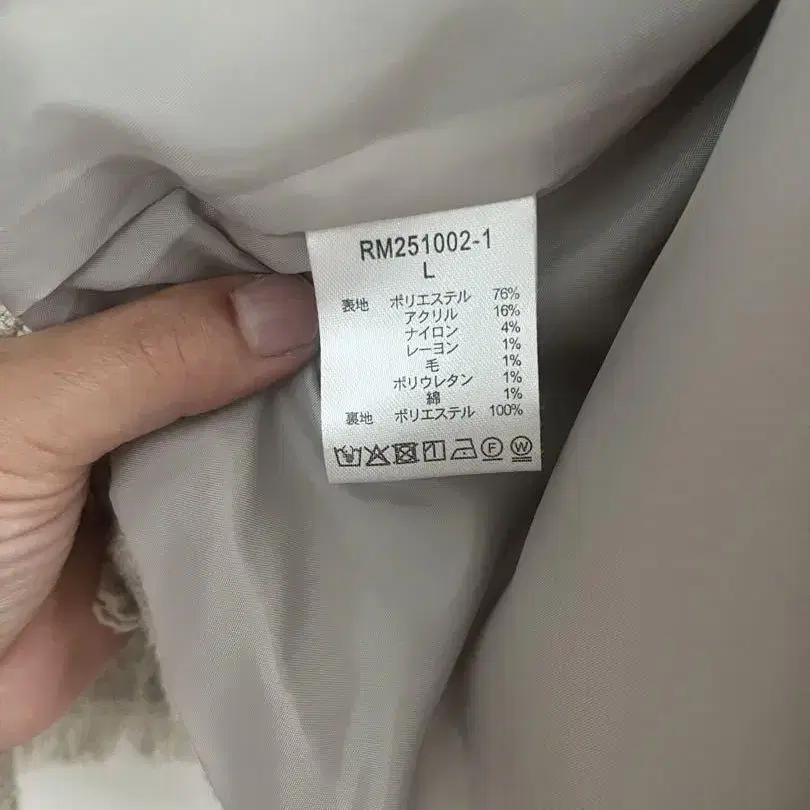 RM251002-1
L
表地 ポリエステル 76%
アクリル 16%
ナイロン 4%
レーヨン 1%
毛 1%
ポリウレタン 1%
綿 1%
裏地 ポリエステル 100%
F W